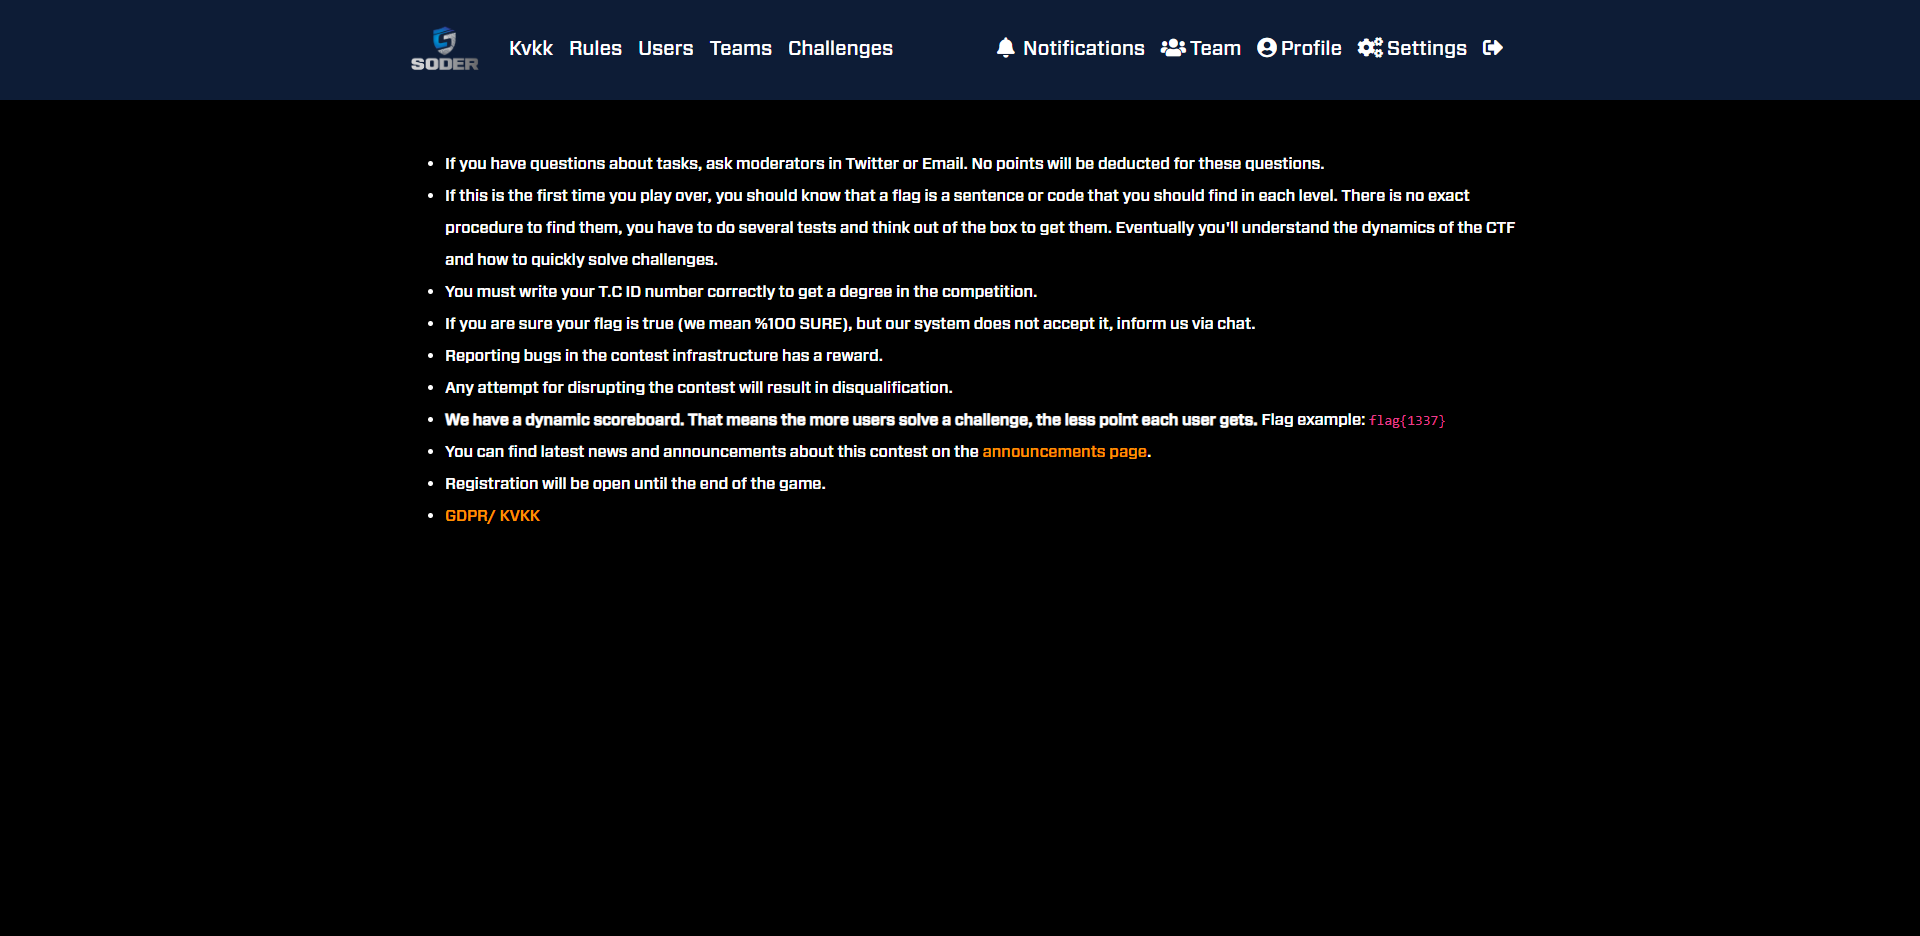 SODER
Kvkk Rules Users Teams Challenges Notifications Team Profile Settings
If you have questions about tasks, ask moderators in Twitter or Email. No points will be deducted for these questions.
If this is the first time you play over, you should know that a flag is a sentence or code that you should find in each level. There is no exact
procedure to find them, you have to do several tests and think out of the box to get them. Eventually you'll understand the dynamics of the CTF
and how to quickly solve challenges.
You must write your T.C ID number correctly to get a degree in the competition.
If you are sure your flag is true (we mean %100 SURE), but our system does not accept it, inform us via chat.
Reporting bugs in the contest infrastructure has a reward.
Any attempt for disrupting the contest will result in disqualification.
We have a dynamic scoreboard. That means the more users solve a challenge, the less point each user gets. Flag example: flag{1337}
You can find latest news and announcements about this contest on the announcements page.
Registration will be open until the end of the game.
GDPR/ KVKK